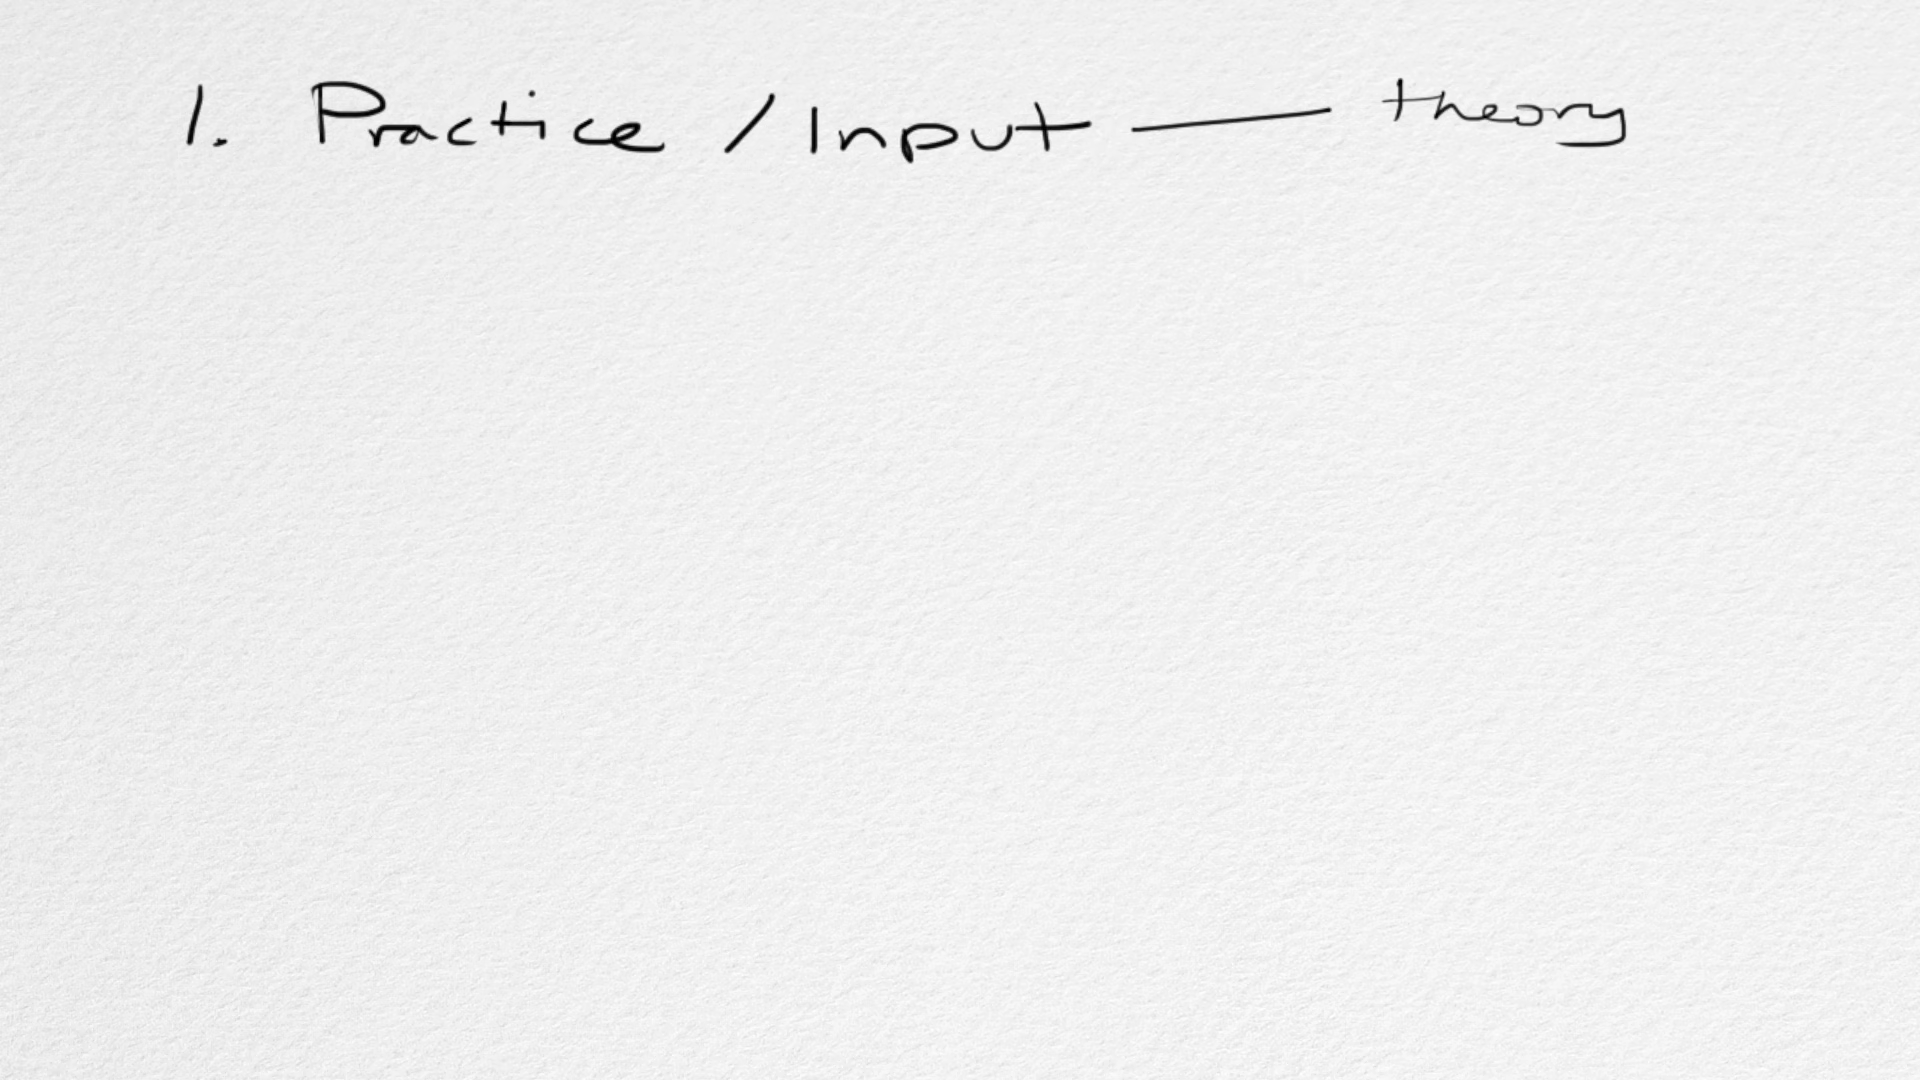 1. Practice / Input — theory